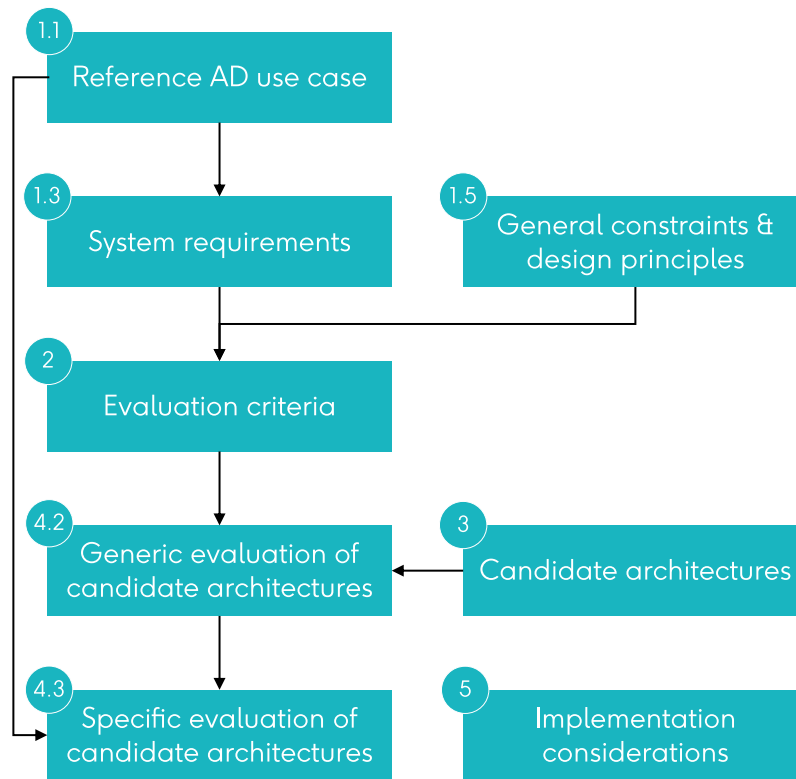 1.1
Reference AD use case
1.3
System requirements
1.5
General constraints &
design principles
2
Evaluation criteria
4.2
Generic evaluation of
candidate architectures
3
Candidate architectures
4.3
Specific evaluation of
candidate architectures
5
Implementation
considerations